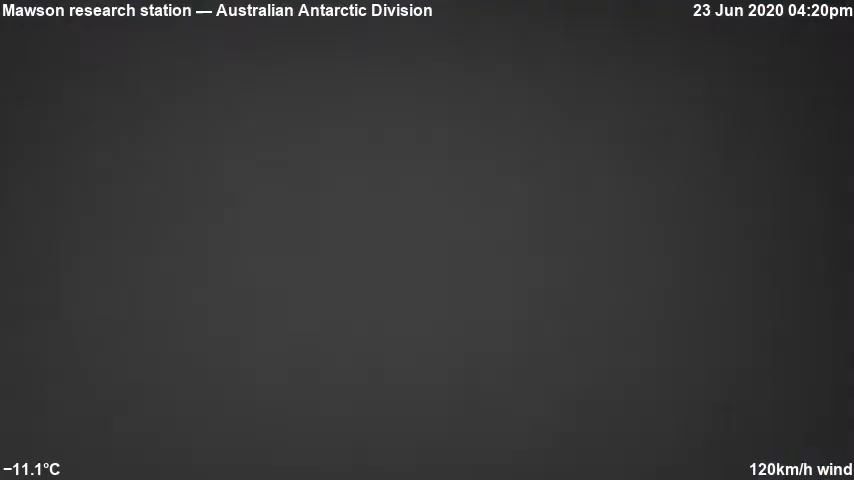 Mawson research station — Australian Antarctic Division
23 Jun 2020 04:20pm
−11.1°C
120km/h wind